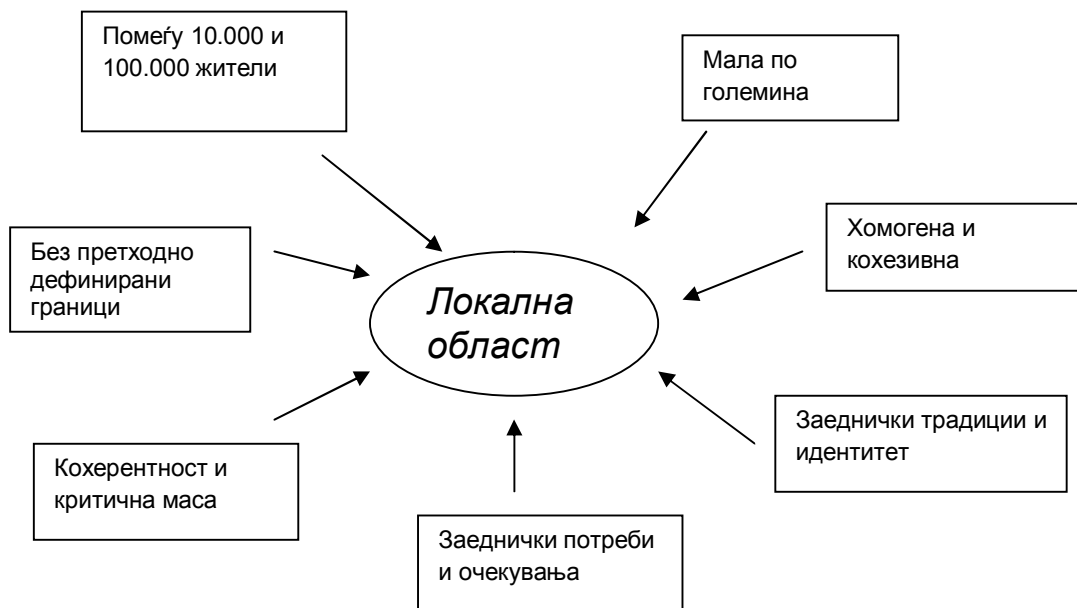 Помеѓу 10.000 и
100.000 жители
Мала по
големина
Без претходно
дефинирани
граници
Хомогена и
кохезивна
Локална
област
Заеднички традиции и
идентитет
Кохерентност и
критична маса
Заеднички потреби
и очекувања